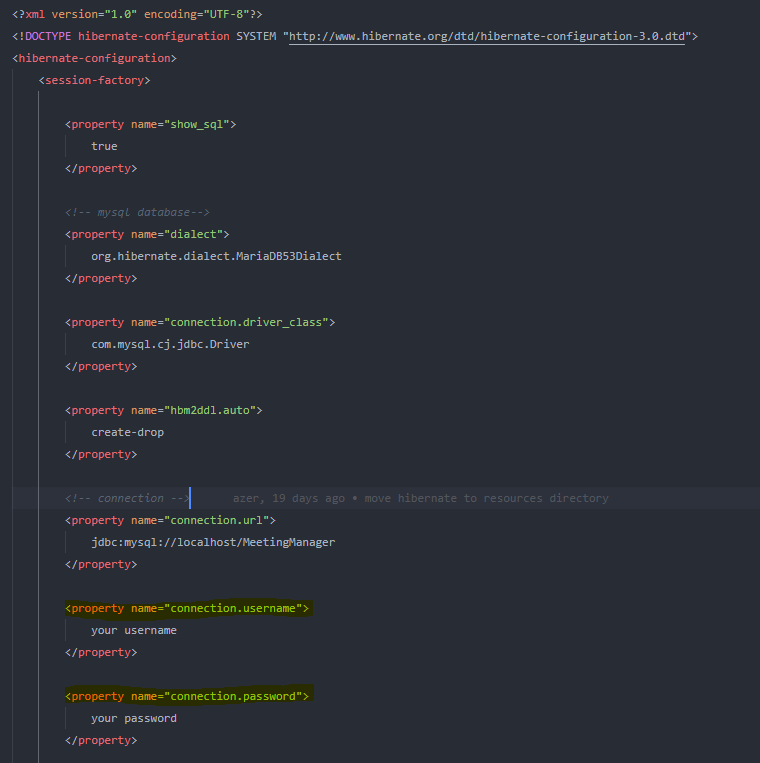 <?xml version="1.0" encoding="UTF-8"?>
<!DOCTYPE hibernate-configuration SYSTEM "http://www.hibernate.org/dtd/hibernate-configuration-3.0.dtd">
<hibernate-configuration>
<session-factory>
<property name="show_sql">
true
</property>
<!-- mysql database-->
<property name="dialect">
org.hibernate.dialect.MariaDB53Dialect
</property>
<property name="connection.driver_class">
com.mysql.cj.jdbc.Driver
</property>
<property name="hbm2ddl.auto">
create-drop
</property>
<!-- connection --> azer, 19 days ago • move hibernate to resources directory
<property name="connection.url">
jdbc:mysql://localhost/MeetingManager
</property>
<property name="connection.username">
your username
</property>
<property name="connection.password">
your password
</property>